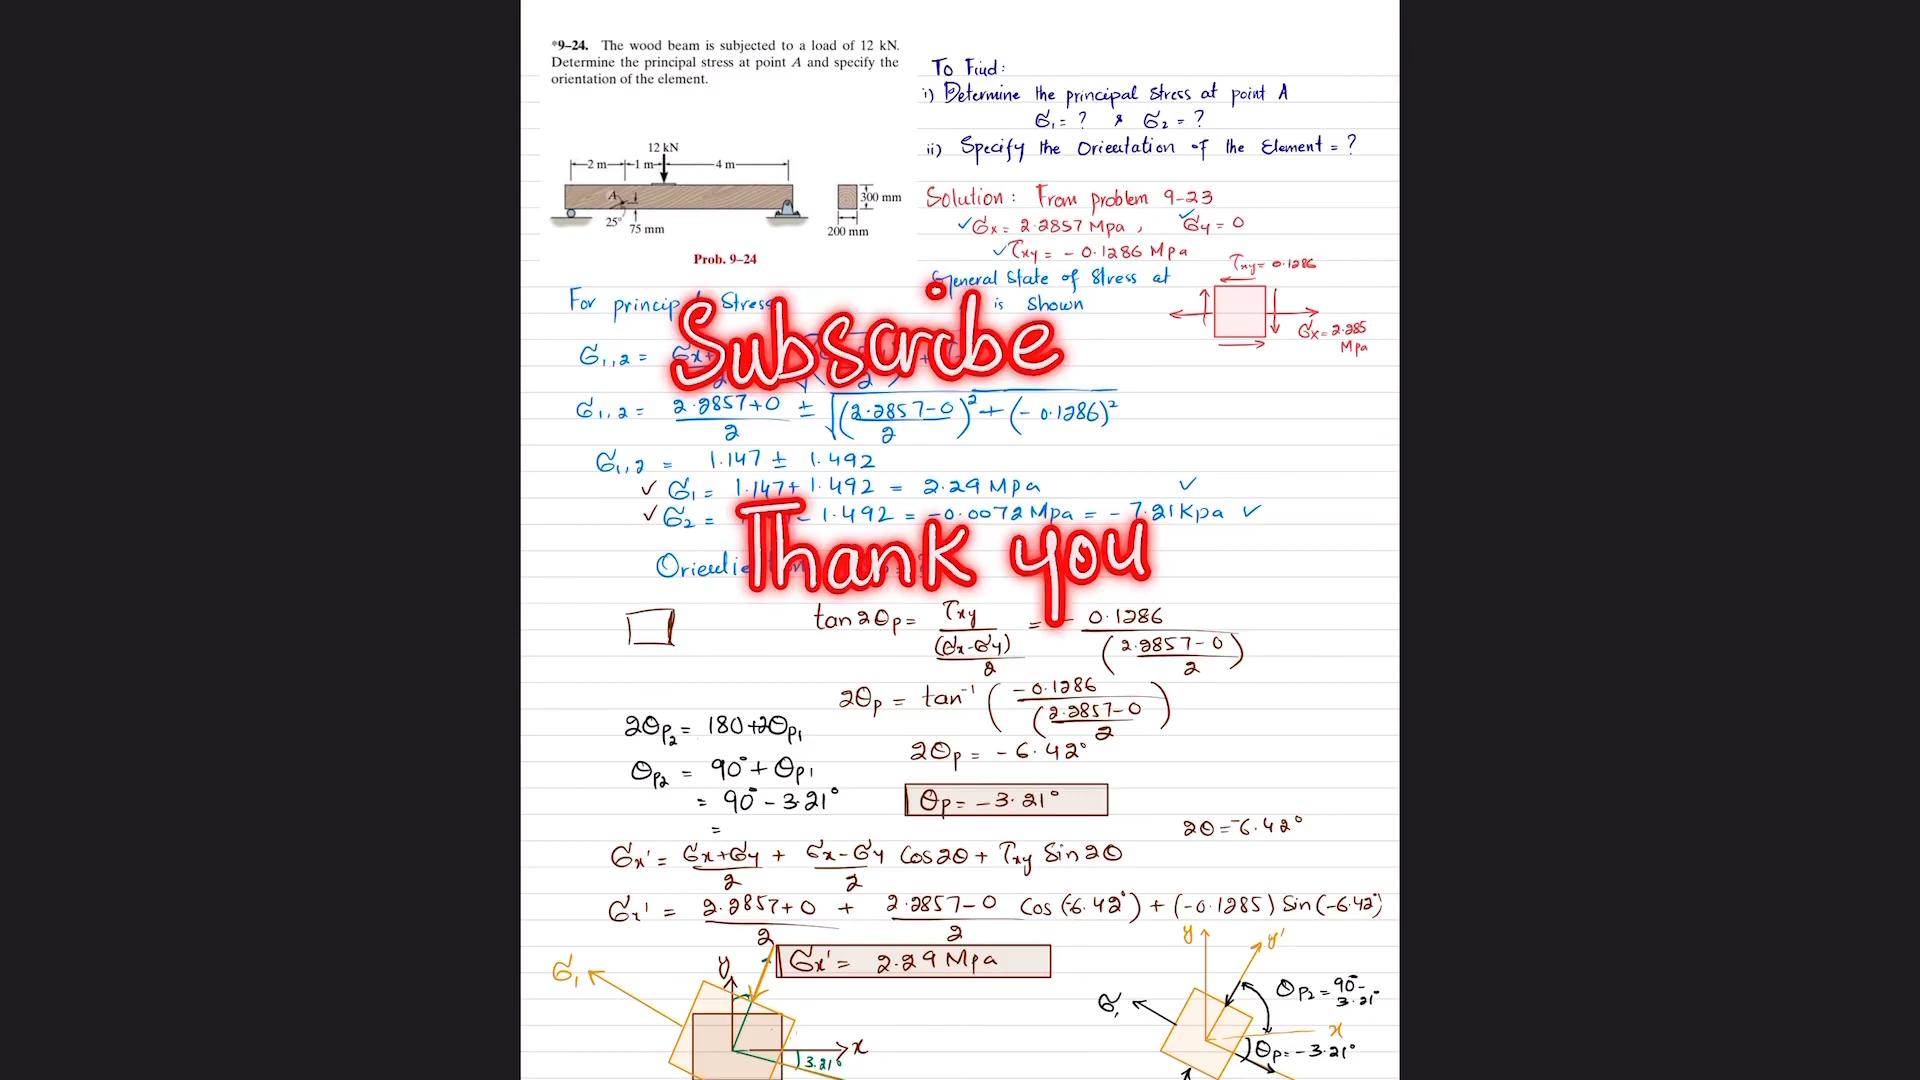 *9–24. The wood beam is subjected to a load of 12 kN.
Determine the principal stress at point A and specify the
orientation of the element.
12 kN
2 m
1 m
4 m
A
25°
75 mm
300 mm
200 mm
Prob. 9–24
To Find:
i) Determine the principal stress at point A
σ1 = ? & σ2 = ?
ii) Specify the Orientation of the Element = ?
Solution: From problem 9-23
✓σx = 2.2857 Mpa, ✓σy = 0
✓τxy = - 0.1286 Mpa
General State of Stress at
is shown
τxy = 0.1286
σx = 2.285
Mpa
For principal Stress
Subscribe
σ1,2 =
σ1,2 = (2.2857+0)/2 ± √((2.2857-0)/2)² + (-0.1286)²
σ1,2 = 1.147 ± 1.492
✓ σ1 = 1.147 + 1.492 = 2.29 Mpa ✓
✓ σ2 = - 1.492 = -0.0072 Mpa = - 7.21 Kpa ✓
Thank you
tan 2θp = τxy/((σx-σy)/2) = - 0.1286/((2.2857-0)/2)
2θp = tan⁻¹ (-0.1286/((2.2857-0)/2))
2θp = - 6.42°
θp = - 3.21°
2θp2 = 180 + 2θp1
θp2 = 90° + θp1
= 90° - 3.21°
=
2θ = -6.42°
σx' = (σx+σy)/2 + (σx-σy)/2 Cos2θ + τxy Sin2θ
σx' = (2.2857+0)/2 + (2.2857-0)/2 Cos(-6.42°) + (-0.1285) Sin(-6.42°)
σx' = 2.29 Mpa
σ1
y
x
3.21°
y
y'
σ1
θp2 = 90-
3.21°
x
θp = -3.21°